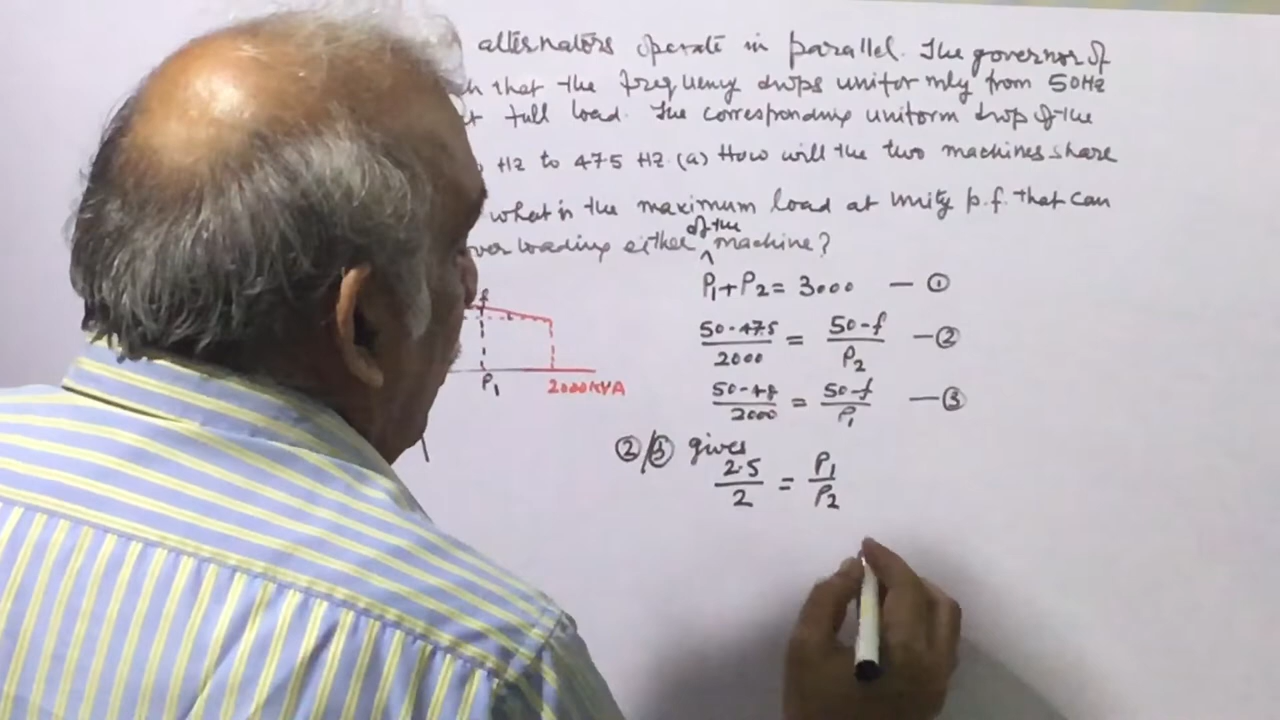 alternators operate in parallel. The governor of
that the frequency drops uniformly from 50Hz
full load. The corresponding uniform drop of the
HZ to 47.5 HZ. (a) How will the two machines share
what is the maximum load at unity p.f. that can
over loading either of the machine?
P1+P2 = 3000 — ①
50-47.5/2000 = 50-f/P2 — ②
50-48/2000 = 50-f/P1 — ③
②/③ gives
2.5/2 = P1/P2
f
P1
2000KVA